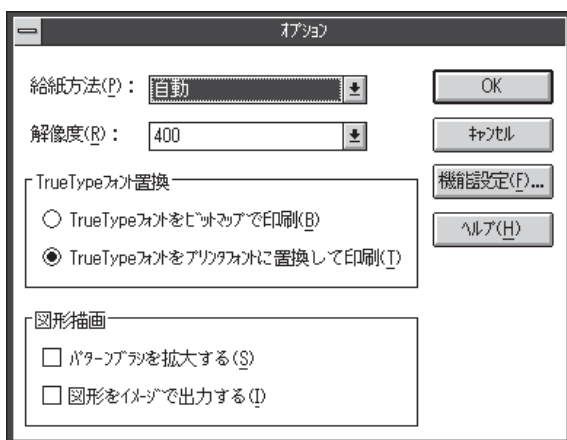 ｵﾌﾟｼｮﾝ
給紙方法(P)： 自動
解像度(R)： 400
TrueTypeﾌｫﾝﾄ置換
TrueTypeﾌｫﾝﾄをﾋﾞｯﾄﾏｯﾌﾟで印刷(B)
TrueTypeﾌｫﾝﾄをﾌﾟﾘﾝﾀﾌｫﾝﾄに置換して印刷(T)
図形描画
ﾊﾟﾀｰﾝﾌﾞﾗｼを拡大する(S)
図形をｲﾒｰｼﾞで出力する(I)
OK
ｷｬﾝｾﾙ
機能設定(F)...
ﾍﾙﾌﾟ(H)